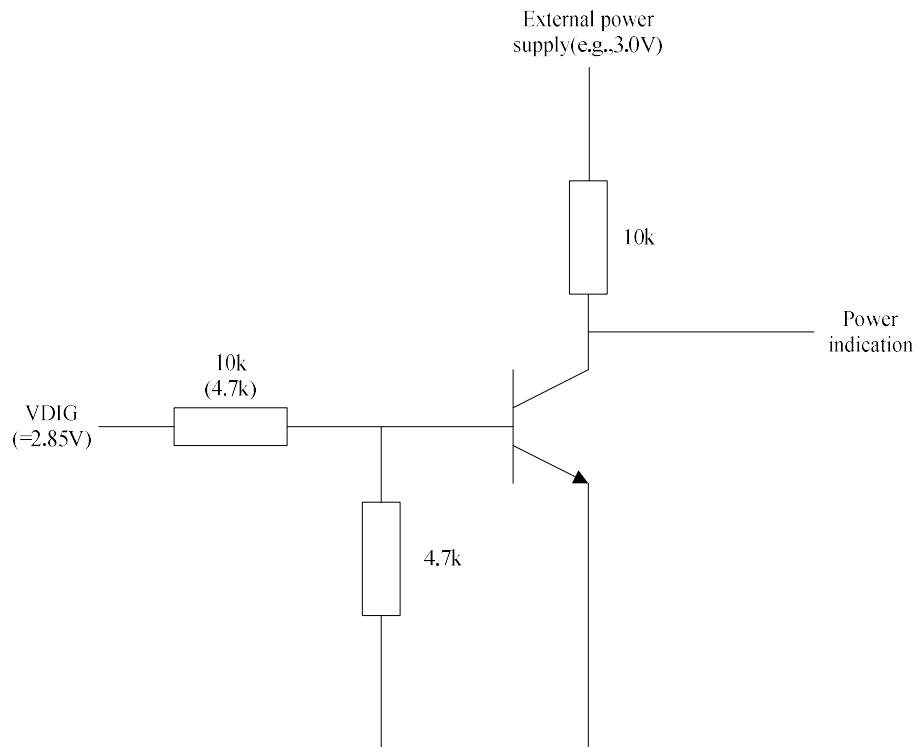 External power
supply(e.g.,3.0V)
10k
Power
indication
10k
(4.7k)
VDIG
(=2.85V)
4.7k